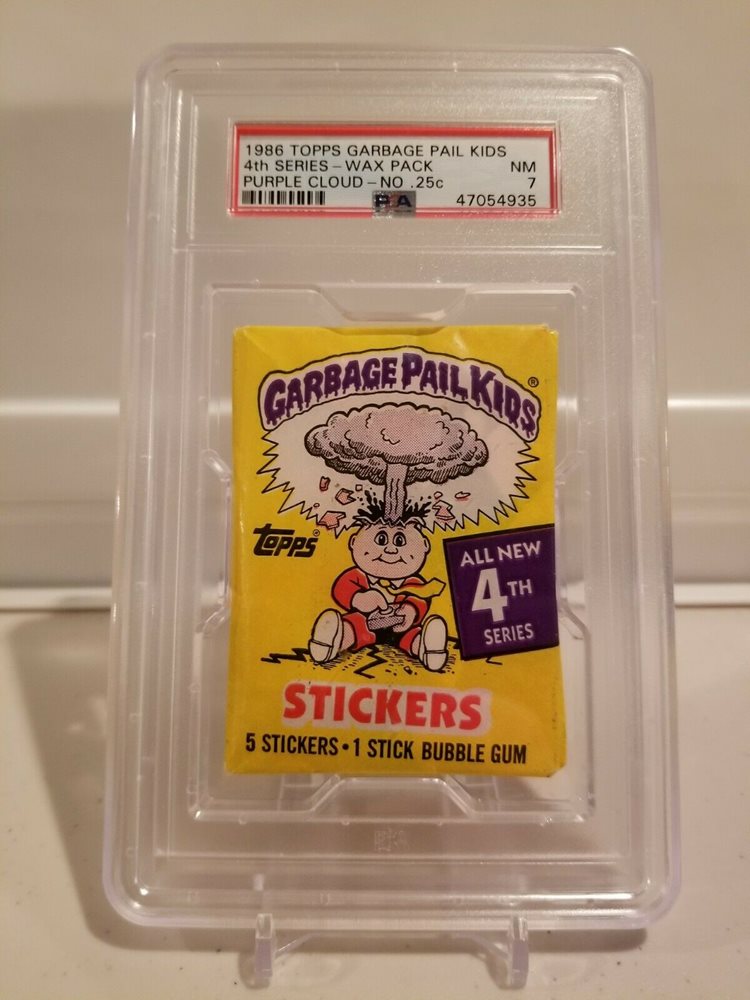 1986 TOPPS GARBAGE PAIL KIDS
4th SERIES - WAX PACK NM
PURPLE CLOUD - NO .25c 7
PSA 47054935
GARBAGE PAIL KIDS®
TOPPS®
ALL NEW
4TH
SERIES
STICKERS
5 STICKERS • 1 STICK BUBBLE GUM